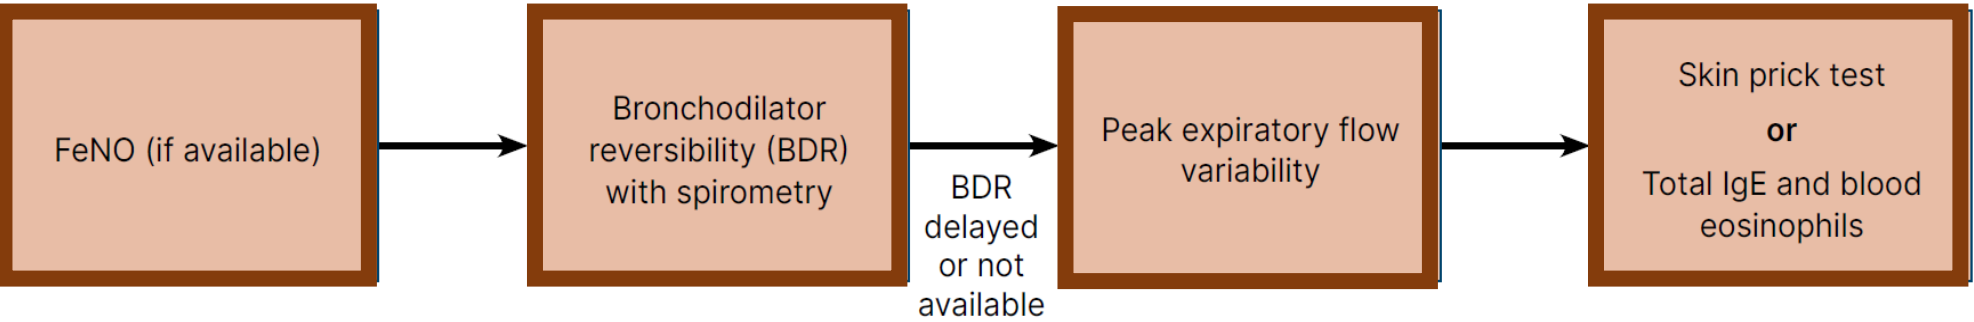 FeNO (if available)
Bronchodilator
reversibility (BDR)
with spirometry
BDR
delayed
or not
available
Peak expiratory flow
variability
Skin prick test
or
Total IgE and blood
eosinophils